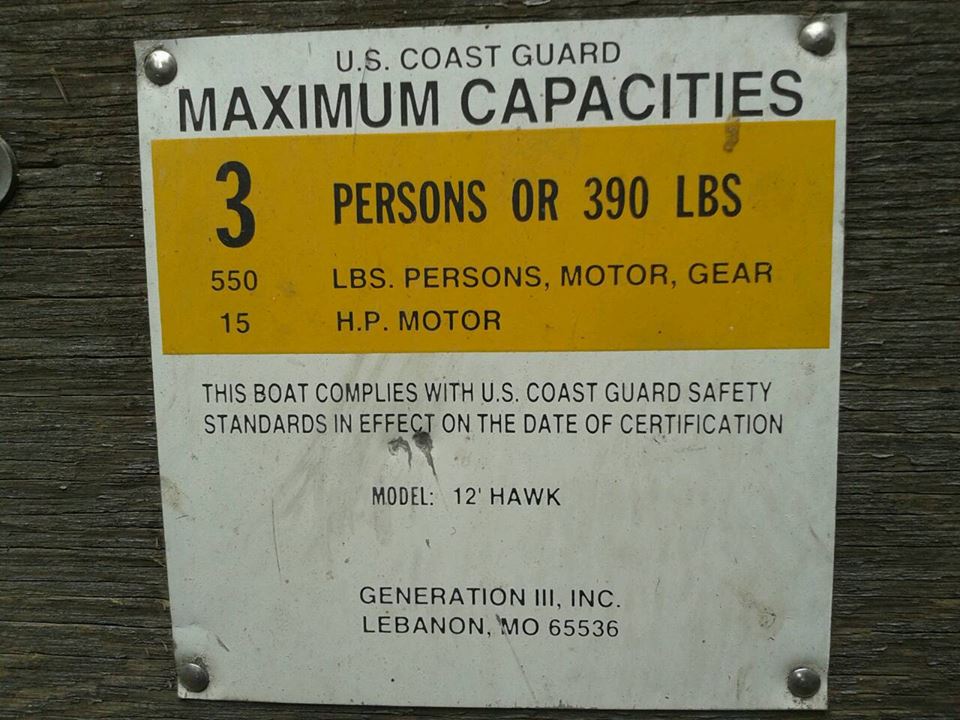 U.S. COAST GUARD
MAXIMUM CAPACITIES
3 PERSONS OR 390 LBS
550 LBS. PERSONS, MOTOR, GEAR
15 H.P. MOTOR
THIS BOAT COMPLIES WITH U.S. COAST GUARD SAFETY
STANDARDS IN EFFECT ON THE DATE OF CERTIFICATION
MODEL: 12' HAWK
GENERATION III, INC.
LEBANON, MO 65536